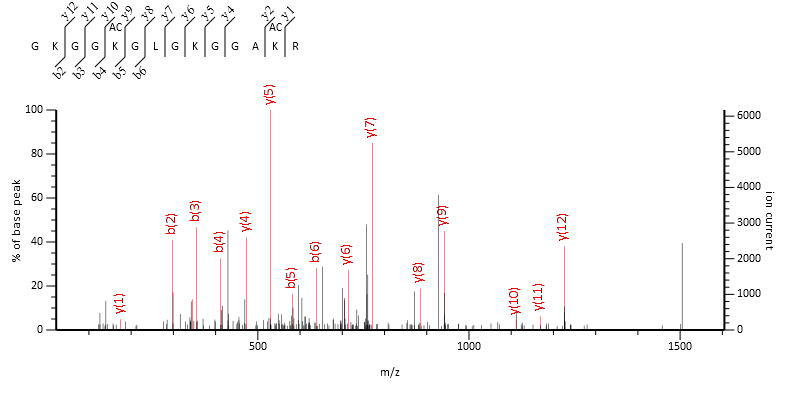 y12 y11 y10 y9 y8 y7 y6 y5 y4 y2 y1
AC AC
G K G G K G L G K G G A K R
b2 b3 b4 b5 b6
% of base peak
100
80
60
40
20
0
b(2) b(3) b(4) b(5) b(6)
y(1) y(4) y(5) y(6) y(7) y(8) y(9) y(10) y(11) y(12)
6000
5000
4000
3000
2000
1000
0
ion current
500 1000 1500
m/z